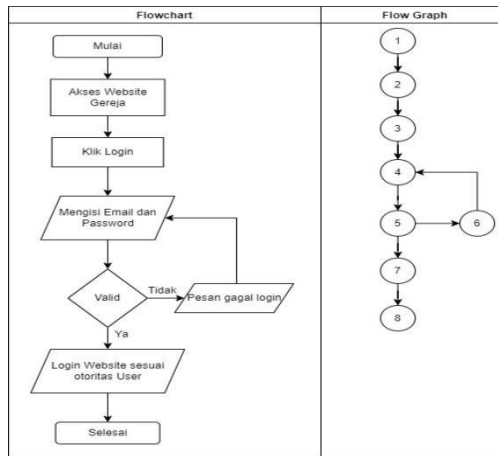 Flowchart
Flow Graph
Mulai
Akses Website
Gereja
Klik Login
Mengisi Email dan
Password
Valid
Tidak
Pesan gagal login
Ya
Login Website sesuai
otoritas User
Selesai
1
2
3
4
5
6
7
8